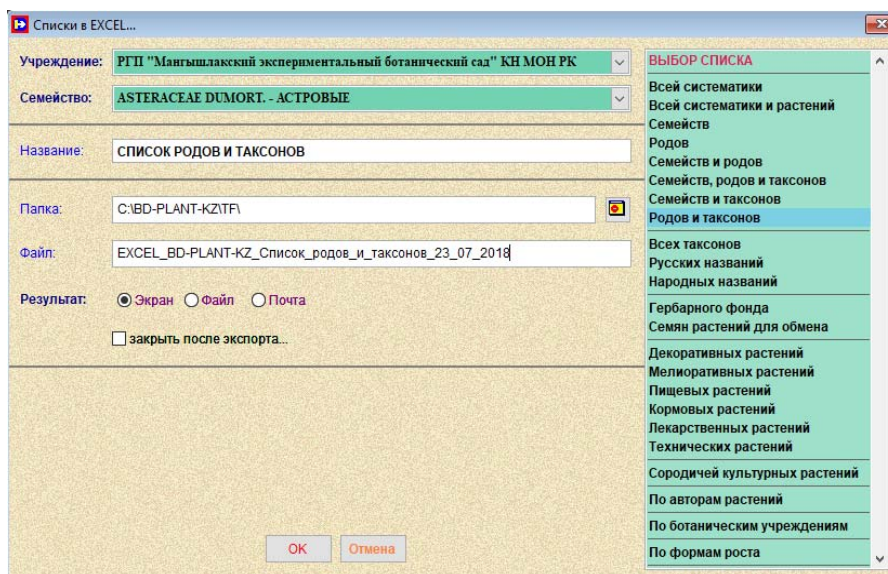 Списки в EXCEL...
Учреждение: РГП "Мангышлакский экспериментальный ботанический сад" КН МОН РК
Семейство: ASTERACEAE DUMORT. - АСТРОВЫЕ
Название: СПИСОК РОДОВ И ТАКСОНОВ
Папка: C:\BD-PLANT-KZ\TF\
Файл: EXCEL_BD-PLANT-KZ_Список_родов_и_таксонов_23_07_2018
Результат: Экран Файл Почта
закрыть после экспорта...
OK Отмена
ВЫБОР СПИСКА
Всей систематики
Всей систематики и растений
Семейств
Родов
Семейств и родов
Семейств, родов и таксонов
Семейств и таксонов
Родов и таксонов
Всех таксонов
Русских названий
Народных названий
Гербарного фонда
Семян растений для обмена
Декоративных растений
Мелиоративных растений
Пищевых растений
Кормовых растений
Лекарственных растений
Технических растений
Сородичей культурных растений
По авторам растений
По ботаническим учреждениям
По формам роста